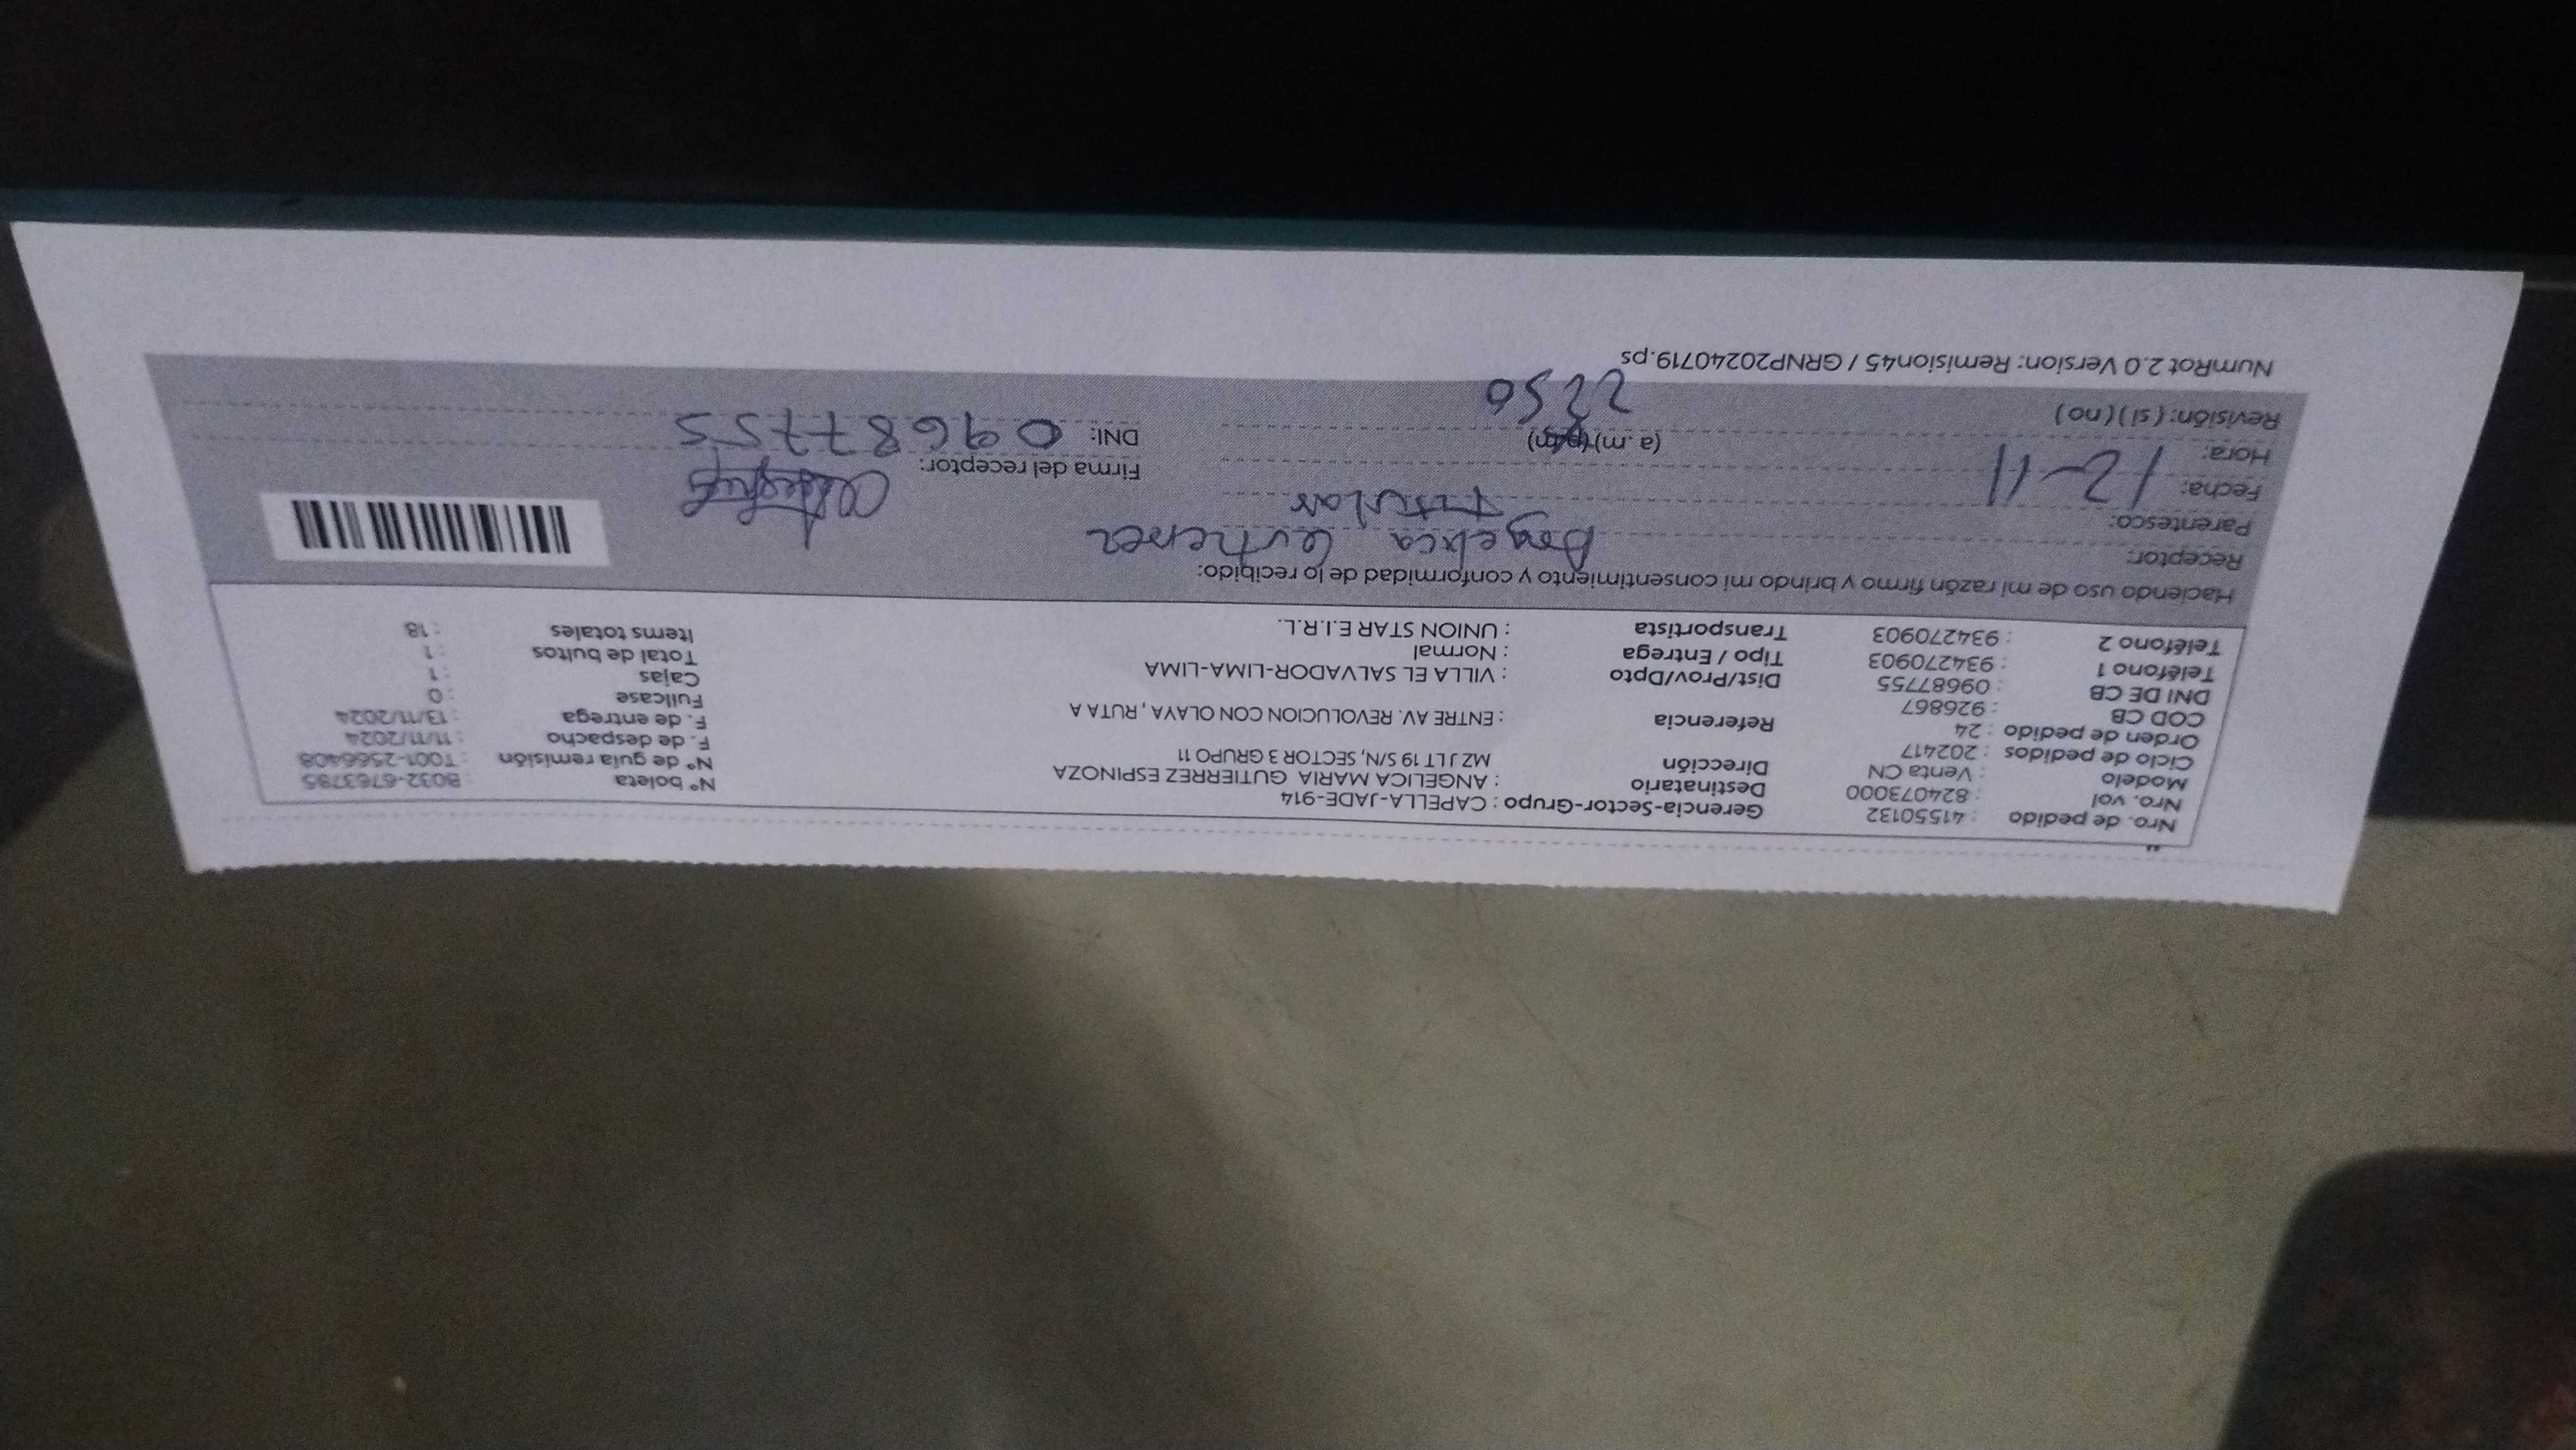 Nro. de pedido : 41550132 Gerencia-Sector-Grupo : CAPELLA-JADE-914 N° boleta : B032-6763785
Nro. vol : 824073000 Destinatario : ANGELICA MARIA GUTIERREZ ESPINOZA N° de guía remisión : T001-2566408
Modelo : Venta CN Dirección MZ J LT 19 S/N, SECTOR 3 GRUPO 11 F. de despacho : 11/11/2024
Ciclo de pedidos : 202417 Referencia : ENTRE AV. REVOLUCION CON OLAYA , RUTA A F. de entrega : 13/11/2024
Orden de pedido : 24 Dist/Prov/Dpto : VILLA EL SALVADOR-LIMA-LIMA Fullcase : 0
COD CB : 926867 Tipo / Entrega : Normal Cajas : 1
DNI DE CB : 09687755 Transportista : UNION STAR E.I.R.L. Total de bultos : 1
Teléfono 1 : 934270903 Items totales : 18
Teléfono 2 : 934270903
Haciendo uso de mi razón firmo y brindo mi consentimiento y conformidad de lo recibido:
Receptor: Angelica Gutierrez
Parentesco: Titular
Fecha: 12-11 Firma del receptor:
Hora: (a.m) (p.m) DNI: 09687755
2250
Revisión: ( si ) ( no )
NumRot 2.0 Version: Remision45 / GRNP20240719.ps